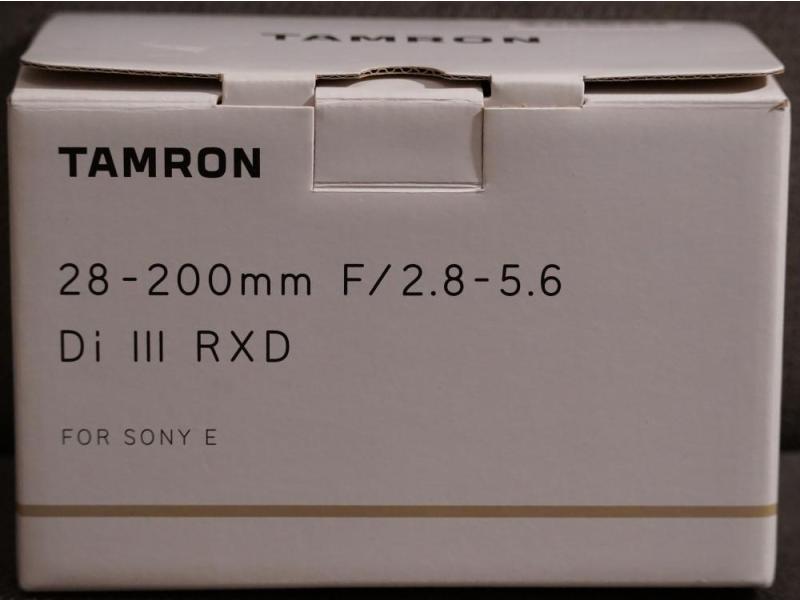 TAMRON
TAMRON
28-200mm F/2.8-5.6
Di III RXD
FOR SONY E